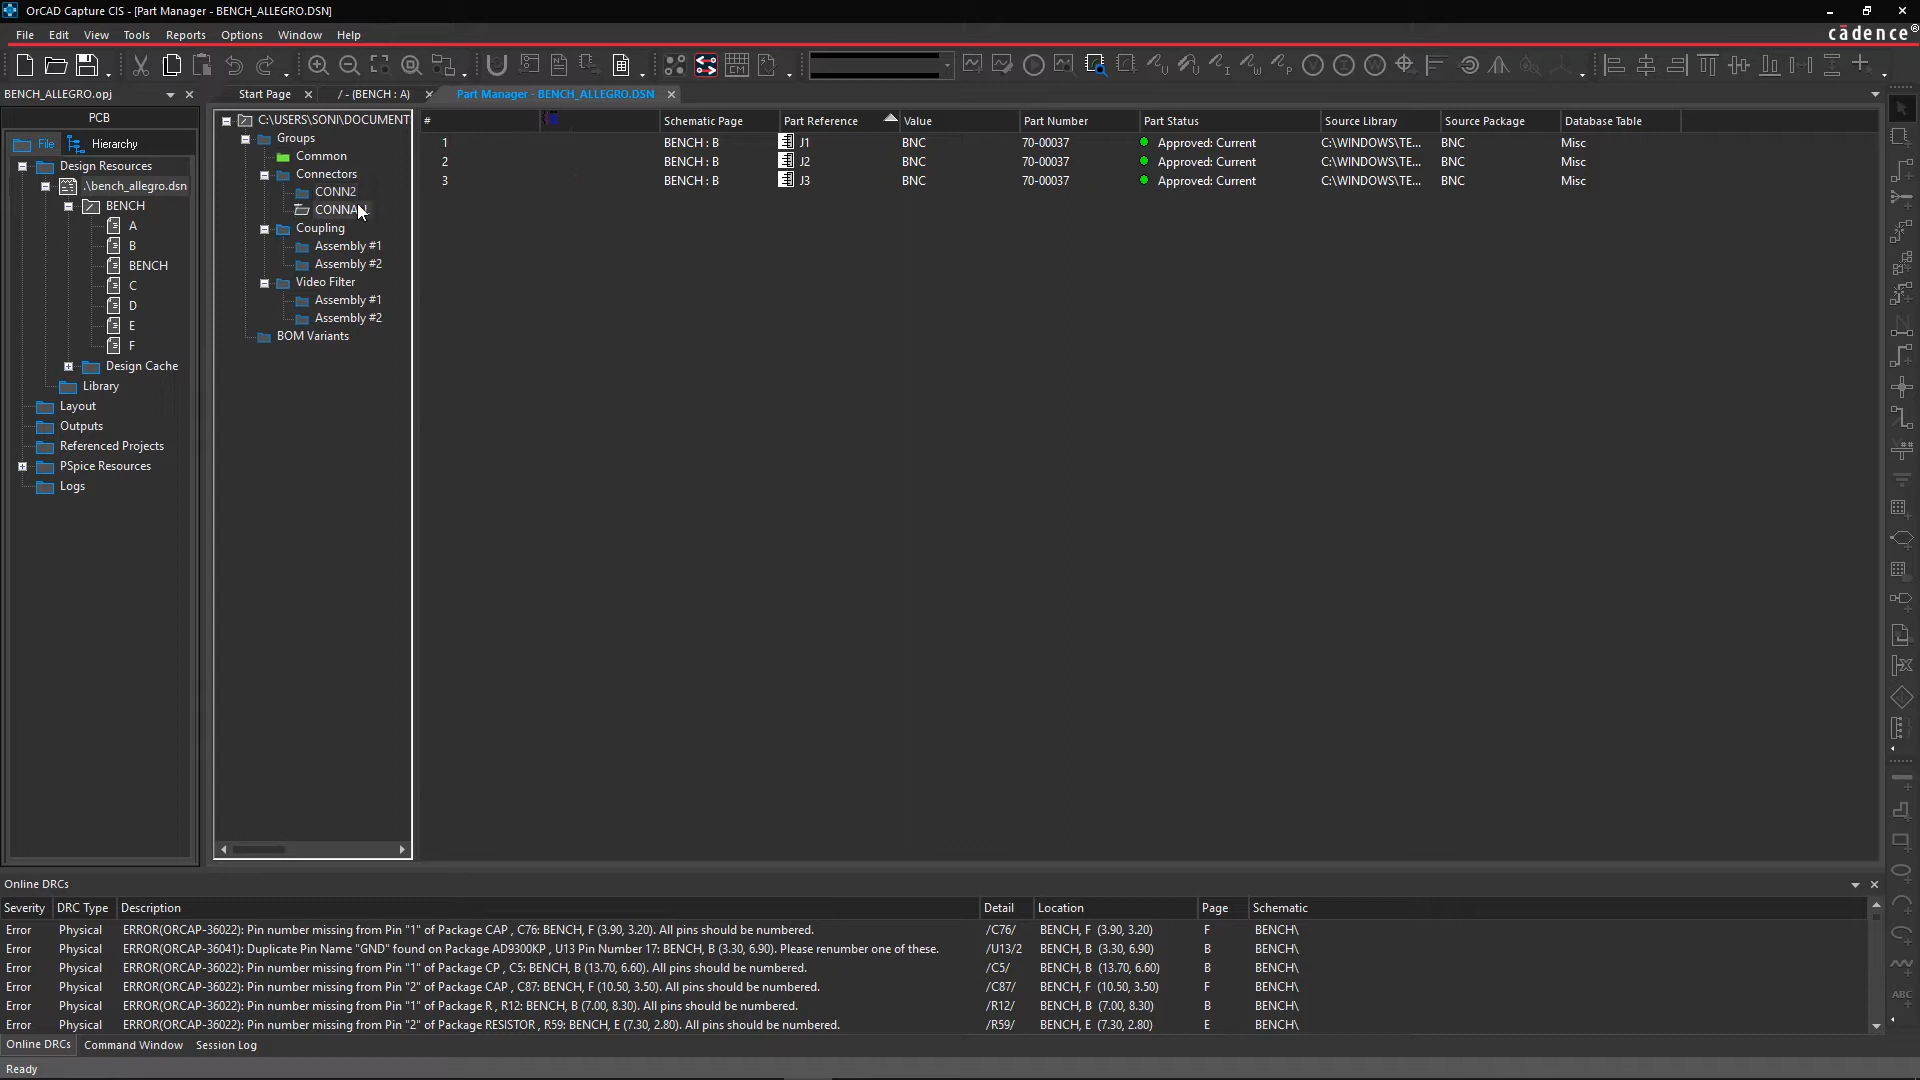 OrCAD Capture CIS - [Part Manager - BENCH_ALLEGRO.DSN]
File Edit View Tools Reports Options Window Help
cādence®
BENCH_ALLEGRO.opj
Start Page / - (BENCH : A) Part Manager - BENCH_ALLEGRO.DSN
PCB
File Hierarchy
Design Resources
.\bench_allegro.dsn
BENCH
A
B
BENCH
C
D
E
F
Design Cache
Library
Layout
Outputs
Referenced Projects
PSpice Resources
Logs
C:\USERS\SONI\DOCUMENT
Groups
Common
Connectors
CONN2
Coupling
Assembly #1
Assembly #2
Video Filter
Assembly #1
Assembly #2
BOM Variants
# Schematic Page Part Reference Value Part Number Part Status Source Library Source Package Database Table
1 BENCH : B J1 BNC 70-00037 Approved: Current C:\WINDOWS\TE... BNC Misc
2 BENCH : B J2 BNC 70-00037 Approved: Current C:\WINDOWS\TE... BNC Misc
3 BENCH : B J3 BNC 70-00037 Approved: Current C:\WINDOWS\TE... BNC Misc
Online DRCs
Severity DRC Type Description Detail Location Page Schematic
Error Physical ERROR(ORCAP-36022): Pin number missing from Pin "1" of Package CAP , C76: BENCH, F (3.90, 3.20). All pins should be numbered. /C76/ BENCH, F (3.90, 3.20) F BENCH\
Error Physical ERROR(ORCAP-36041): Duplicate Pin Name "GND" found on Package AD9300KP , U13 Pin Number 17: BENCH, B (3.30, 6.90). Please renumber one of these. /U13/2 BENCH, B (3.30, 6.90) B BENCH\
Error Physical ERROR(ORCAP-36022): Pin number missing from Pin "1" of Package CP , C5: BENCH, B (13.70, 6.60). All pins should be numbered. /C5/ BENCH, B (13.70, 6.60) B BENCH\
Error Physical ERROR(ORCAP-36022): Pin number missing from Pin "2" of Package CAP , C87: BENCH, F (10.50, 3.50). All pins should be numbered. /C87/ BENCH, F (10.50, 3.50) F BENCH\
Error Physical ERROR(ORCAP-36022): Pin number missing from Pin "1" of Package R , R12: BENCH, B (7.00, 8.30). All pins should be numbered. /R12/ BENCH, B (7.00, 8.30) B BENCH\
Error Physical ERROR(ORCAP-36022): Pin number missing from Pin "2" of Package RESISTOR , R59: BENCH, E (7.30, 2.80). All pins should be numbered. /R59/ BENCH, E (7.30, 2.80) E BENCH\
Online DRCs Command Window Session Log
Ready